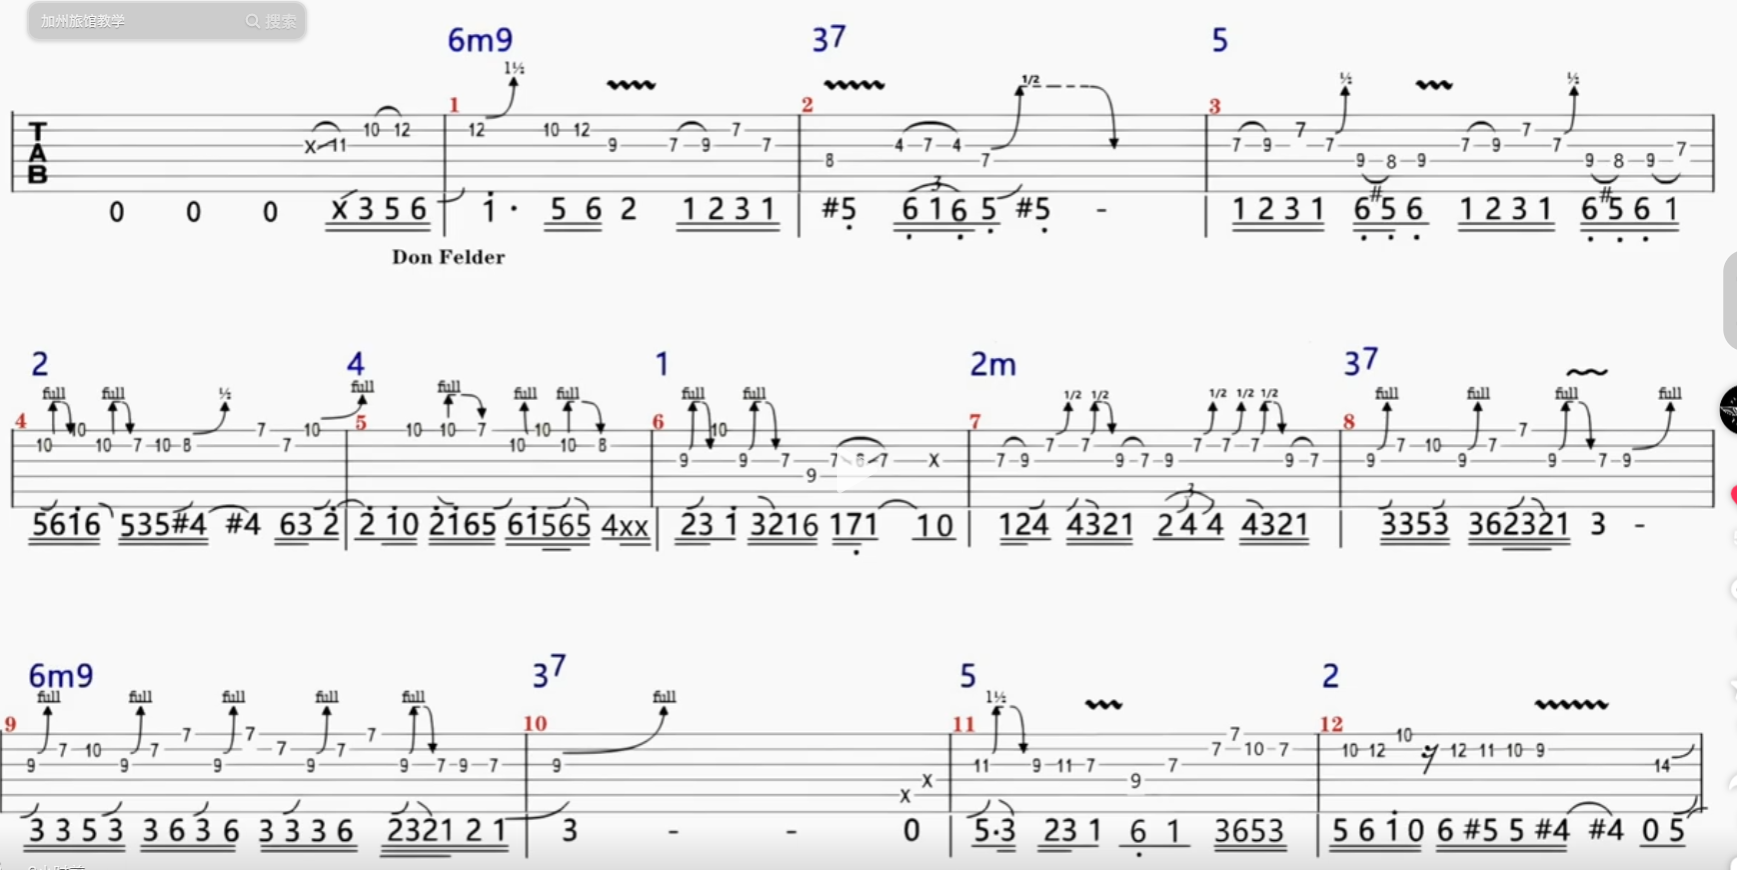 加州旅馆教学 搜索
6m9 37 5
1½ 1/2 ½ ½
1 2 3
T A B
X 11 10 12 12 10 12 9 7 9 7 7 8 4 7 4 7 7 9 7 7 9 8 9 7 9 7 7 9 8 9 7
3 # #
0 0 0 X 3 5 6 1 · 5 6 2 1 2 3 1 #5 6 1 6 5 #5 - 1 2 3 1 6 5 6 1 2 3 1 6 5 6 1
Don Felder
2 4 1 2m 37
full full ½ full full full full full full 1/2 1/2 1/2 1/2 1/2 full full full full
4 5 6 7 8
10 10 10 7 10 8 7 7 10 10 10 7 10 10 10 8 9 10 9 7 9 7 6 7 X 7 9 7 7 9 7 9 7 7 7 9 7 9 7 10 9 7 7 9 7 9
3
5616 535#4 #4 63 2 2 10 2165 61565 4xx 23 1 3216 171 10 124 4321 2 4 4 4321 3353 362321 3 -
6m9 37 5 2
full full full full full full 1½
9 10 11 12
9 7 10 9 7 7 9 7 7 9 7 7 9 7 9 7 9 X X 11 9 11 7 9 7 7 7 10 7 10 12 10 12 11 10 9 14
3 3 5 3 3 6 3 6 3 3 3 6 2321 2 1 3 - - 0 5·3 23 1 6 1 3653 5 6 1 0 6 #5 5 #4 #4 0 5